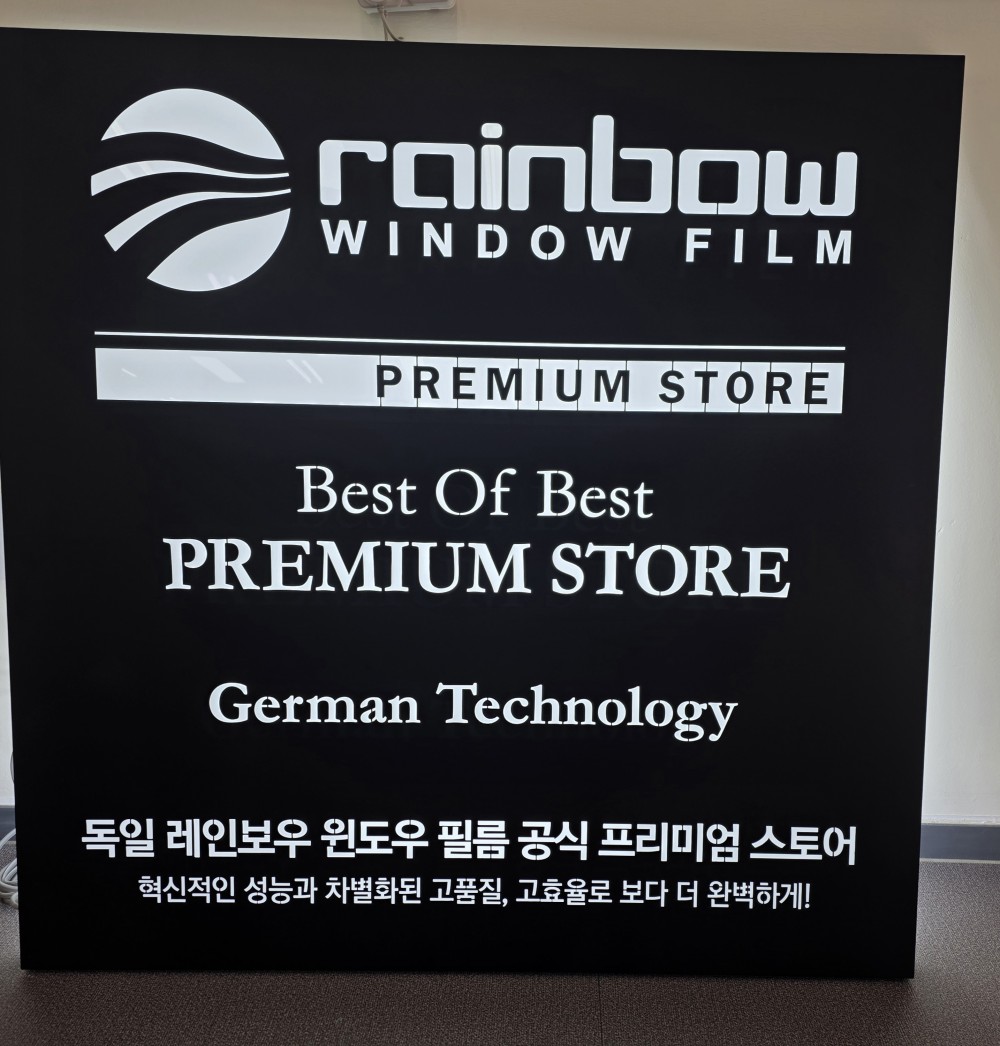 rainbow
WINDOW FILM
PREMIUM STORE
Best Of Best
PREMIUM STORE
German Technology
독일 레인보우 윈도우 필름 공식 프리미엄 스토어
혁신적인 성능과 차별화된 고품질, 고효율로 보다 더 완벽하게!